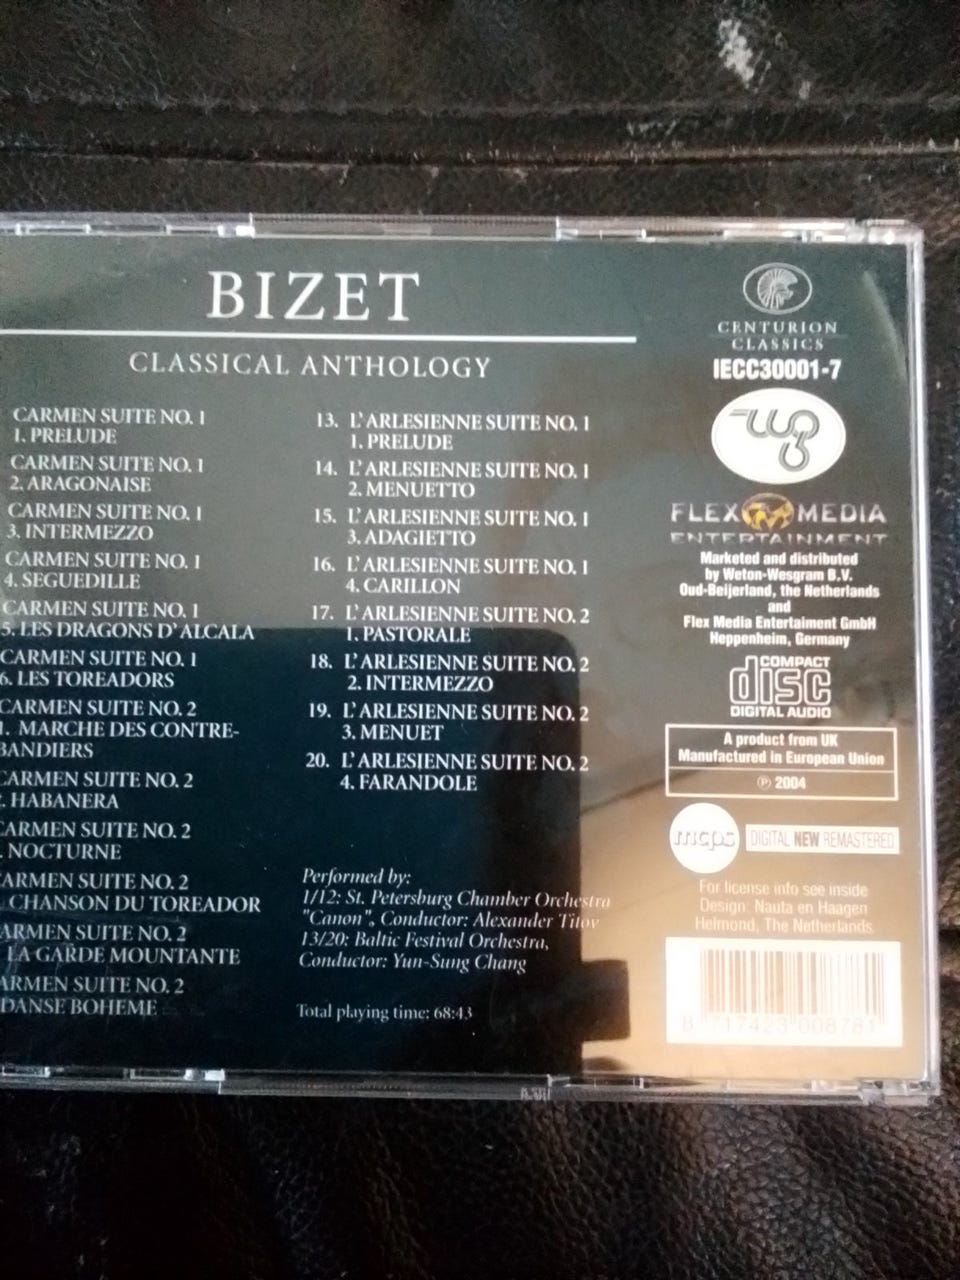 BIZET
CLASSICAL ANTHOLOGY
CARMEN SUITE NO. 1
1. PRELUDE
CARMEN SUITE NO. 1
2. ARAGONAISE
CARMEN SUITE NO. 1
3. INTERMEZZO
CARMEN SUITE NO. 1
4. SEGUEDILLE
CARMEN SUITE NO. 1
5. LES DRAGONS D'ALCALA
CARMEN SUITE NO. 1
6. LES TOREADORS
CARMEN SUITE NO. 2
1. MARCHE DES CONTRE-
BANDIERS
CARMEN SUITE NO. 2
2. HABANERA
CARMEN SUITE NO. 2
. NOCTURNE
CARMEN SUITE NO. 2
. CHANSON DU TOREADOR
ARMEN SUITE NO. 2
LA GARDE MOUNTANTE
ARMEN SUITE NO. 2
DANSE BOHEME
13. L'ARLESIENNE SUITE NO. 1
1. PRELUDE
14. L'ARLESIENNE SUITE NO. 1
2. MENUETTO
15. L'ARLESIENNE SUITE NO. 1
3. ADAGIETTO
16. L'ARLESIENNE SUITE NO. 1
4. CARILLON
17. L'ARLESIENNE SUITE NO. 2
1. PASTORALE
18. L'ARLESIENNE SUITE NO. 2
2. INTERMEZZO
19. L'ARLESIENNE SUITE NO. 2
3. MENUET
20. L'ARLESIENNE SUITE NO. 2
4. FARANDOLE
Performed by:
1/12: St. Petersburg Chamber Orchestra
"Canon", Conductor: Alexander Titov
13/20: Baltic Festival Orchestra,
Conductor: Yun-Sung Chang
Total playing time: 68:43
CENTURION
CLASSICS
IECC30001-7
FLEX MEDIA
ENTERTAINMENT
Marketed and distributed
by Weton-Wesgram B.V.
Oud-Beijerland, the Netherlands
and
Flex Media Entertaiment GmbH
Heppenheim, Germany
COMPACT
disc
DIGITAL AUDIO
A product from UK
Manufactured in European Union
℗ 2004
mcps
DIGITAL NEW REMASTERED
For license info see inside
Design: Nauta en Haagen
Helmond, The Netherlands.
8 717423 008781